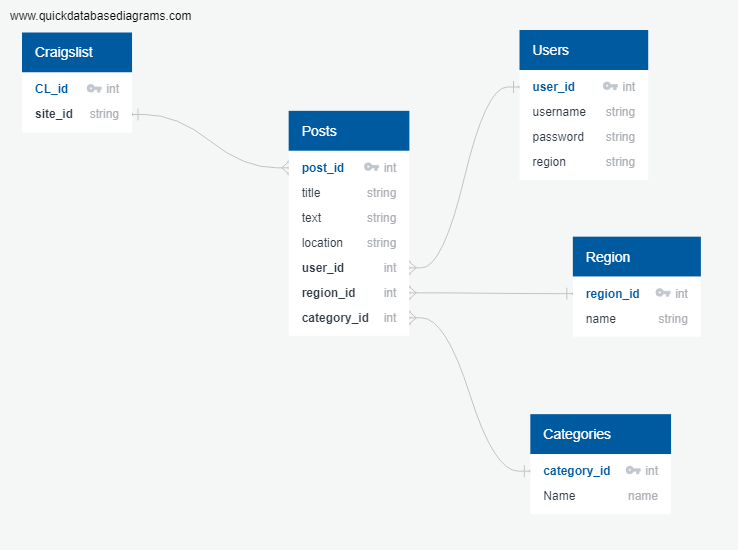 www.quickdatabasediagrams.com
Craigslist
CL_id int
site_id string
Posts
post_id int
title string
text string
location string
user_id int
region_id int
category_id int
Users
user_id int
username string
password string
region string
Region
region_id int
name string
Categories
category_id int
Name name